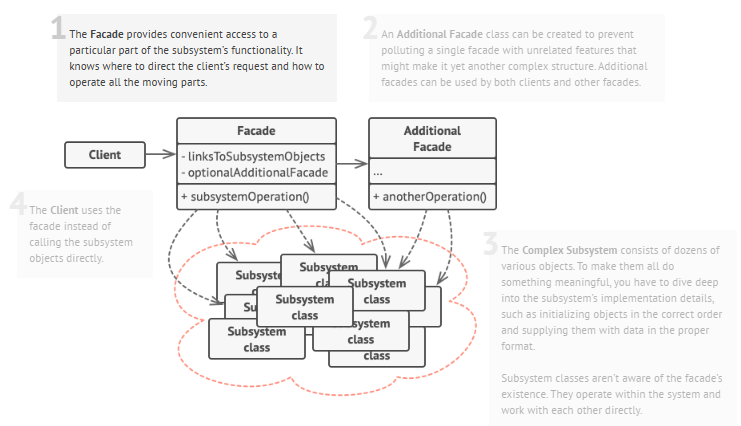 1
The Facade provides convenient access to a
particular part of the subsystem's functionality. It
knows where to direct the client's request and how to
operate all the moving parts.
2
An Additional Facade class can be created to prevent
polluting a single facade with unrelated features that
might make it yet another complex structure. Additional
facades can be used by both clients and other facades.
Client
Facade
- linksToSubsystemObjects
- optionalAdditionalFacade
+ subsystemOperation()
Additional
Facade
...
+ anotherOperation()
4
The Client uses the
facade instead of
calling the subsystem
objects directly.
3
The Complex Subsystem consists of dozens of
various objects. To make them all do
something meaningful, you have to dive deep
into the subsystem's implementation details,
such as initializing objects in the correct order
and supplying them with data in the proper
format.
Subsystem classes aren't aware of the facade's
existence. They operate within the system and
work with each other directly.
Subsyste
Subsystem
cla
Subsystem
class
Su
Subsystem
class
Subsystem
class
ystem
class
class